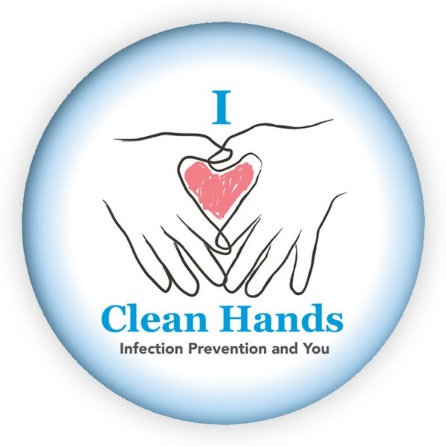 I
Clean Hands
Infection Prevention and You